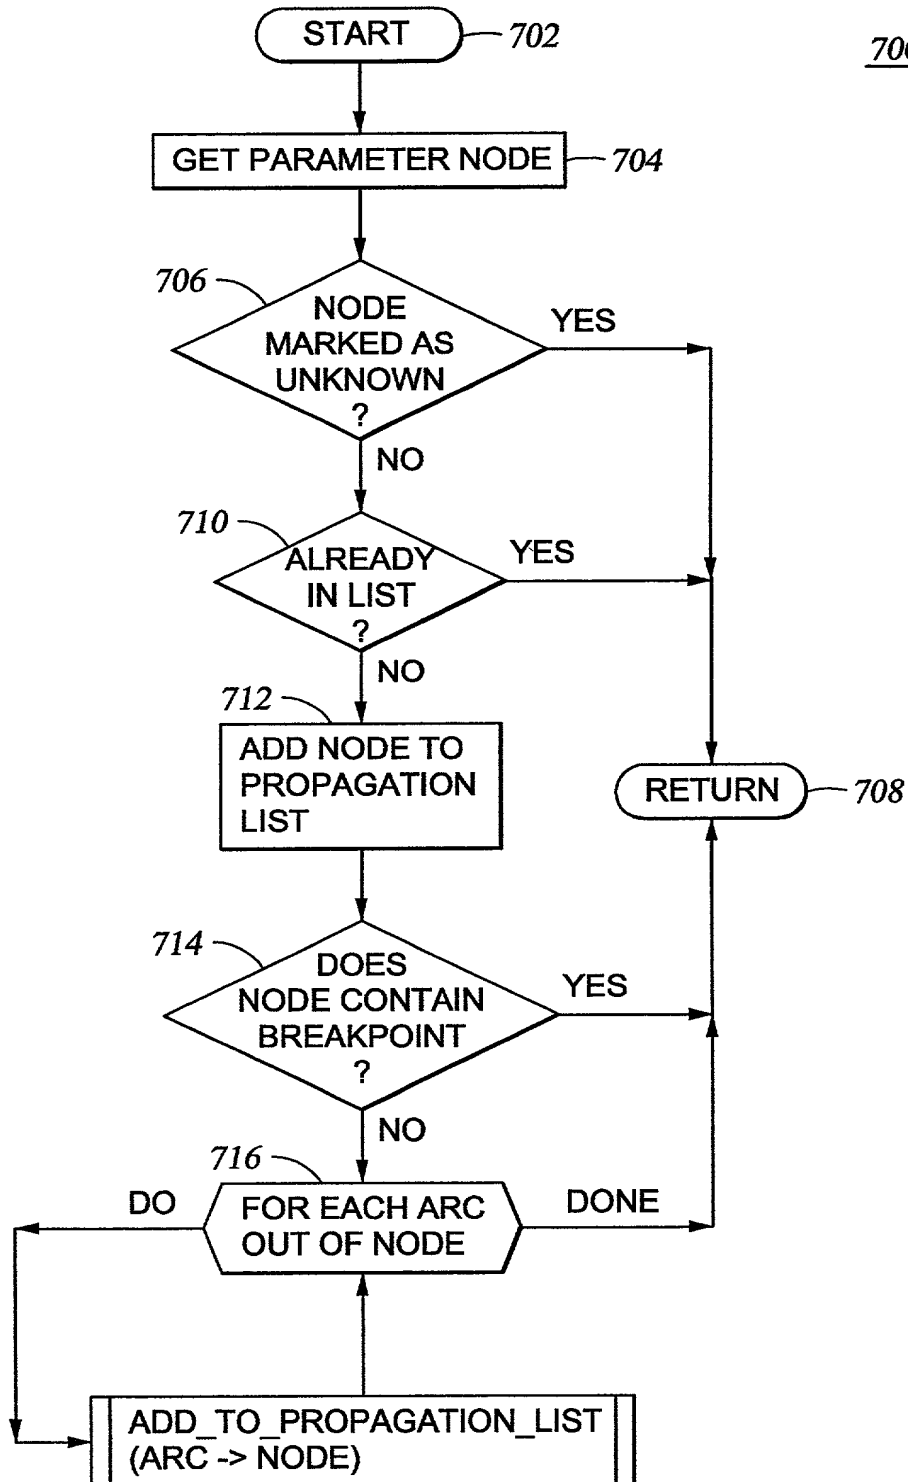 START
702
700
GET PARAMETER NODE
704
706
NODE
MARKED AS
UNKNOWN
?
YES
NO
710
ALREADY
IN LIST
?
YES
NO
712
ADD NODE TO
PROPAGATION
LIST
RETURN
708
714
DOES
NODE CONTAIN
BREAKPOINT
?
YES
NO
716
DO
FOR EACH ARC
OUT OF NODE
DONE
ADD_TO_PROPAGATION_LIST
(ARC -> NODE)